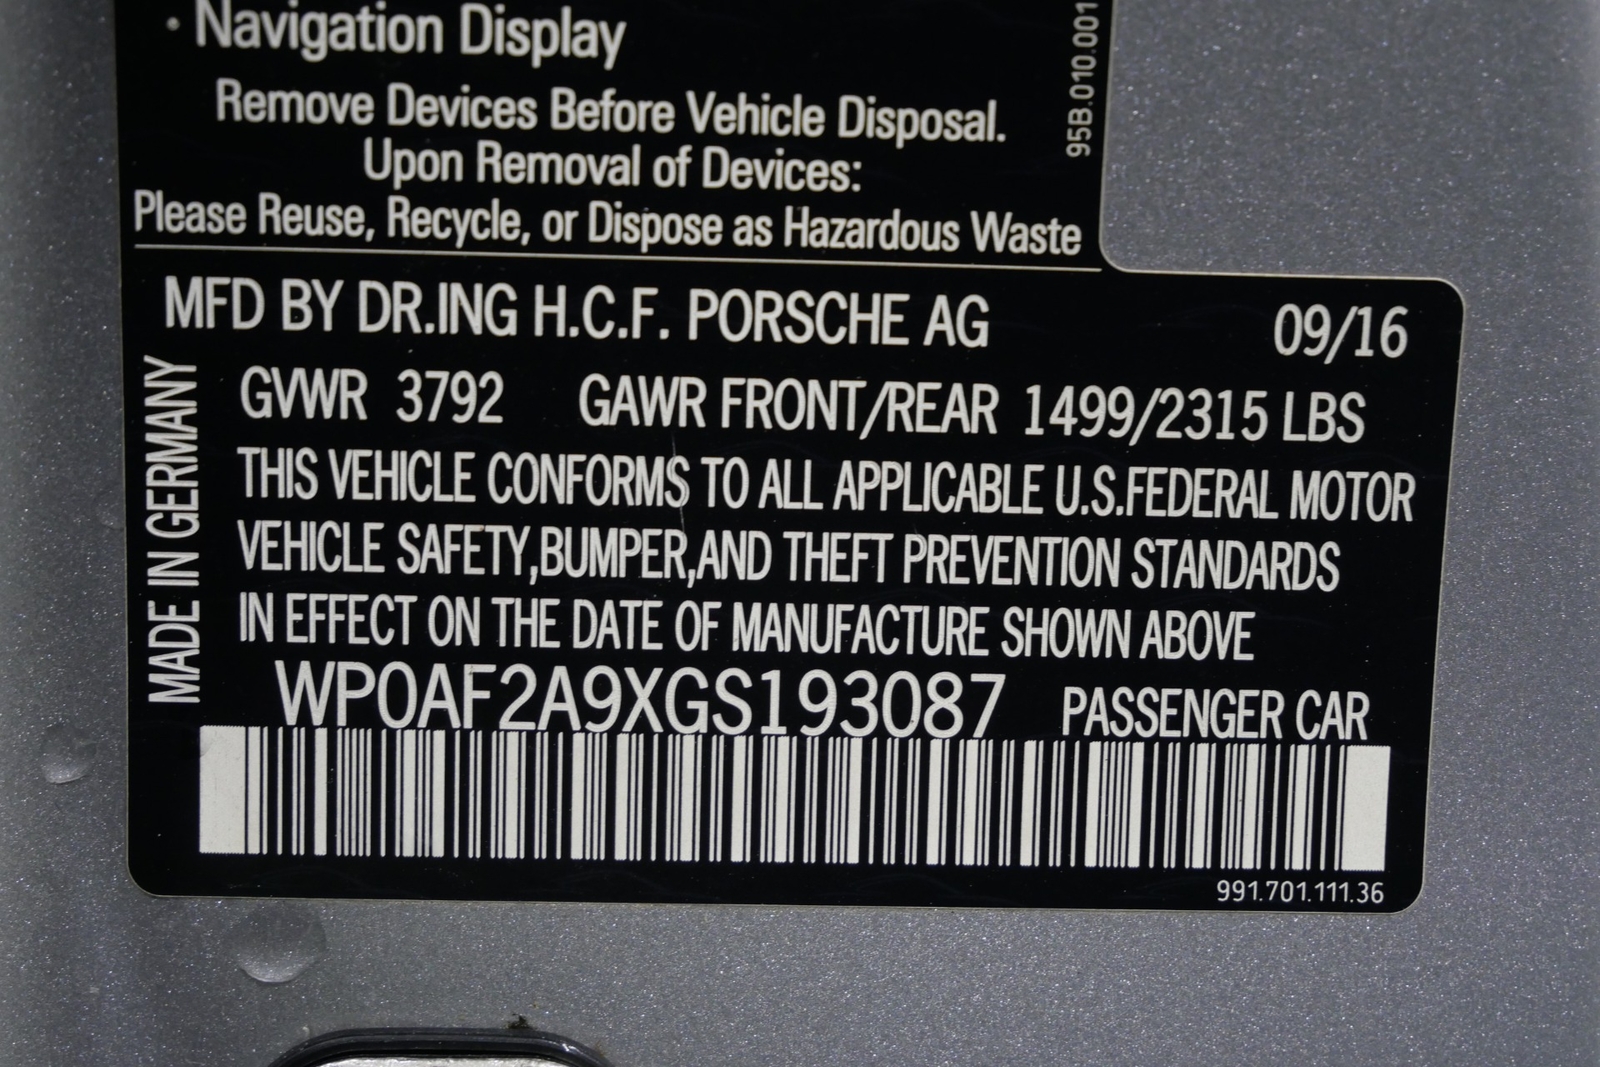 · Navigation Display
Remove Devices Before Vehicle Disposal.
Upon Removal of Devices:
Please Reuse, Recycle, or Dispose as Hazardous Waste
95B.010.001
MFD BY DR.ING H.C.F. PORSCHE AG 09/16
GVWR 3792 GAWR FRONT/REAR 1499/2315 LBS
THIS VEHICLE CONFORMS TO ALL APPLICABLE U.S.FEDERAL MOTOR
VEHICLE SAFETY,BUMPER,AND THEFT PREVENTION STANDARDS
IN EFFECT ON THE DATE OF MANUFACTURE SHOWN ABOVE
MADE IN GERMANY
WP0AF2A9XGS193087 PASSENGER CAR
991.701.111.36